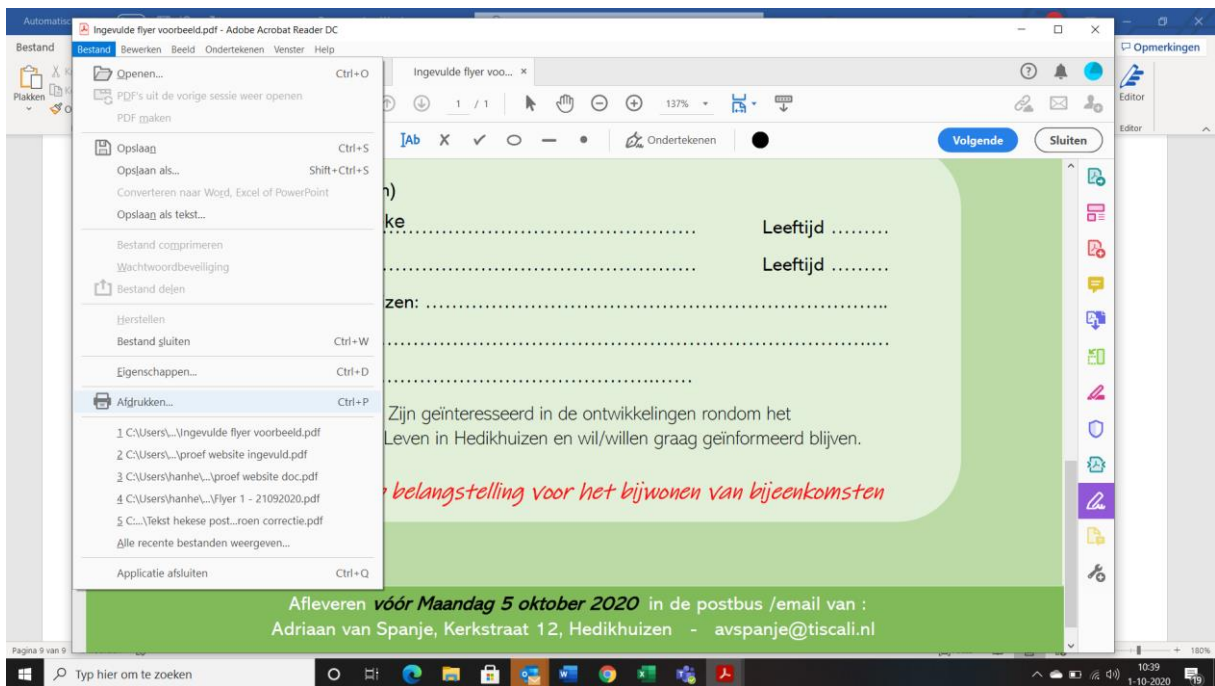 Automatisc
Ingevulde flyer voorbeeld.pdf - Adobe Acrobat Reader DC
Bestand
Bestand Bewerken Beeld Ondertekenen Venster Help
Opmerkingen
Plakken
Editor
Editor
Openen... Ctrl+O
PDF's uit de vorige sessie weer openen
PDF maken
Opslaan Ctrl+S
Opslaan als... Shift+Ctrl+S
Converteren naar Word, Excel of PowerPoint
Opslaan als tekst...
Bestand comprimeren
Wachtwoordbeveiliging
Bestand delen
Herstellen
Bestand sluiten Ctrl+W
Eigenschappen... Ctrl+D
Afdrukken... Ctrl+P
1 C:\Users\...\Ingevulde flyer voorbeeld.pdf
2 C:\Users\...\proef website ingevuld.pdf
3 C:\Users\hanhe\...\proef website doc.pdf
4 C:\Users\hanhe\...\Flyer 1 - 21092020.pdf
5 C:...\Tekst hekese post...roen correctie.pdf
Alle recente bestanden weergeven...
Applicatie afsluiten Ctrl+Q
Ingevulde flyer voo... ×
1 / 1 137%
IAb X Ondertekenen Volgende Sluiten
n)
ke................................................ Leeftijd .........
................................................ Leeftijd .........
zen: ..........................................................................
..........................................................................
................................................
Zijn geïnteresseerd in de ontwikkelingen rondom het
Leven in Hedikhuizen en wil/willen graag geïnformeerd blijven.
belangstelling voor het bijwonen van bijeenkomsten
Afleveren vóór Maandag 5 oktober 2020 in de postbus /email van :
Adriaan van Spanje, Kerkstraat 12, Hedikhuizen - avspanje@tiscali.nl
Pagina 9 van 9
100%
Typ hier om te zoeken
10:39
1-10-2020
19